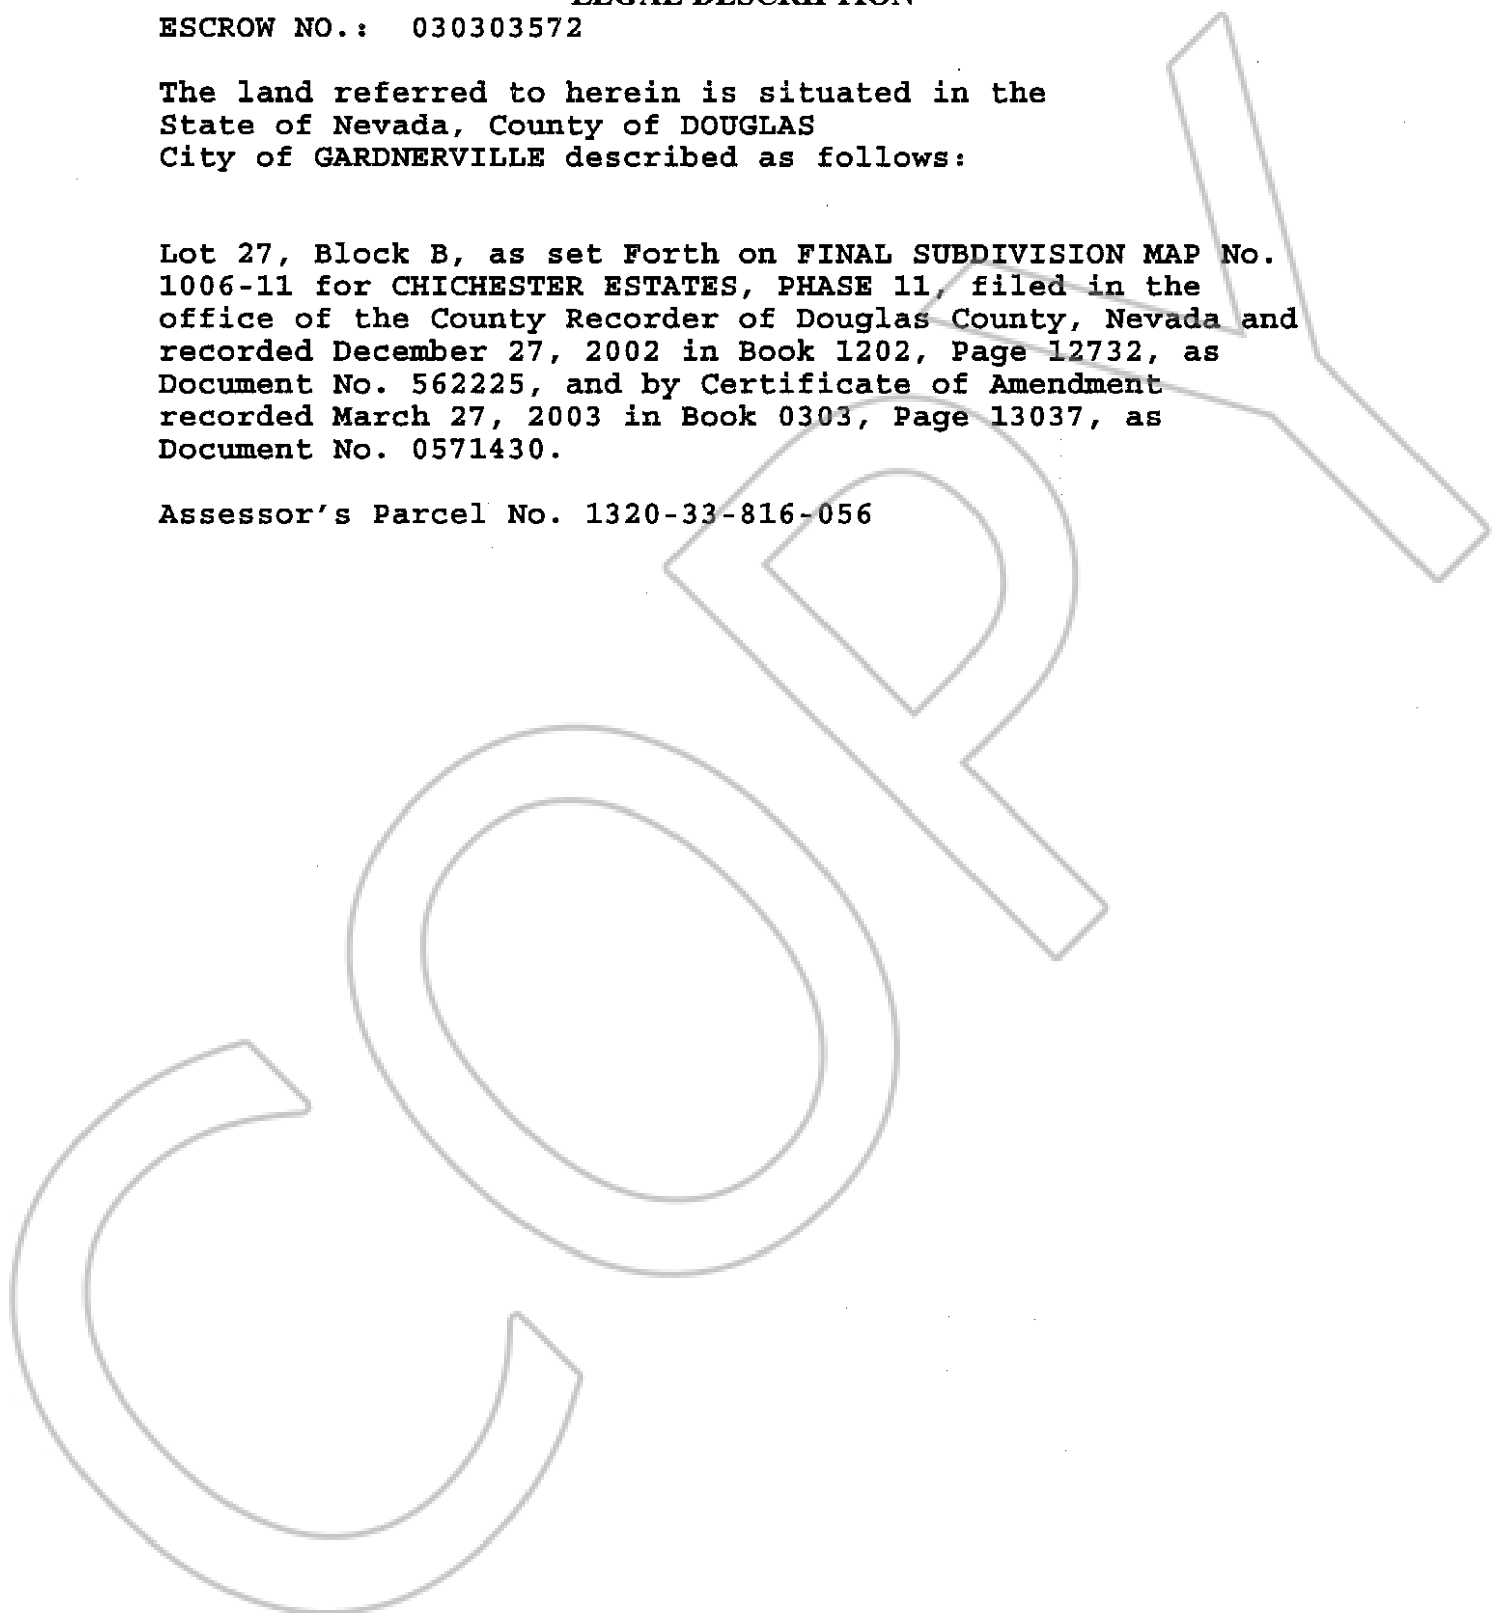 LEGAL DESCRIPTION
ESCROW NO.: 030303572
The land referred to herein is situated in the
State of Nevada, County of DOUGLAS
City of GARDNERVILLE described as follows:
Lot 27, Block B, as set Forth on FINAL SUBDIVISION MAP No.
1006-11 for CHICHESTER ESTATES, PHASE 11, filed in the
office of the County Recorder of Douglas County, Nevada and
recorded December 27, 2002 in Book 1202, Page 12732, as
Document No. 562225, and by Certificate of Amendment
recorded March 27, 2003 in Book 0303, Page 13037, as
Document No. 0571430.
Assessor's Parcel No. 1320-33-816-056
COPY